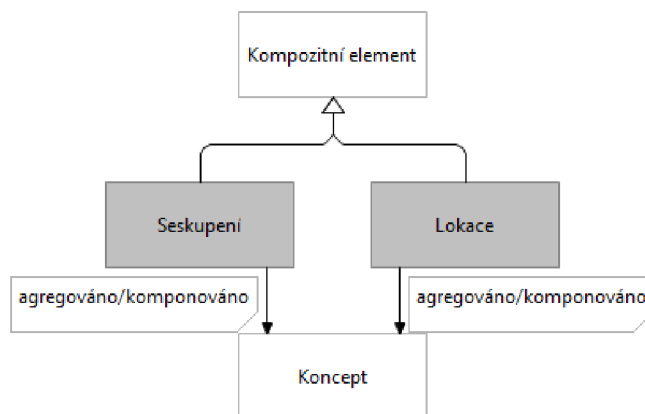 Kompozitní element
Seskupení
Lokace
agregováno/komponováno
agregováno/komponováno
Koncept